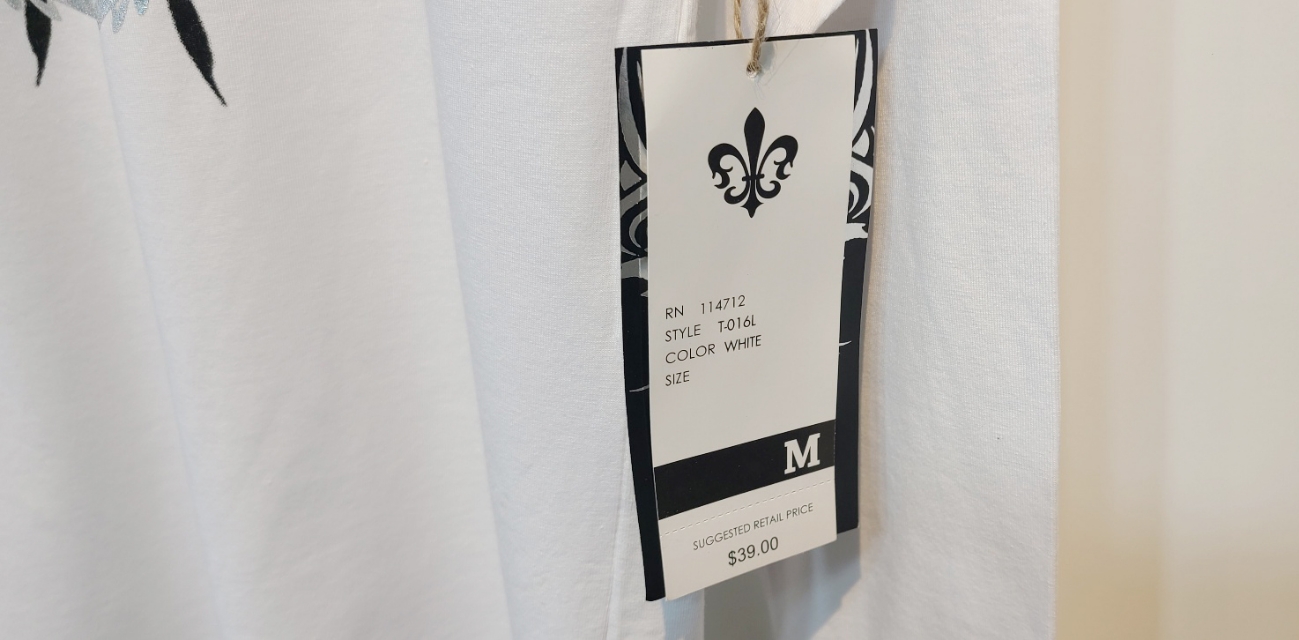 RN 114712
STYLE T-016L
COLOR WHITE
SIZE
M
SUGGESTED RETAIL PRICE
$39.00